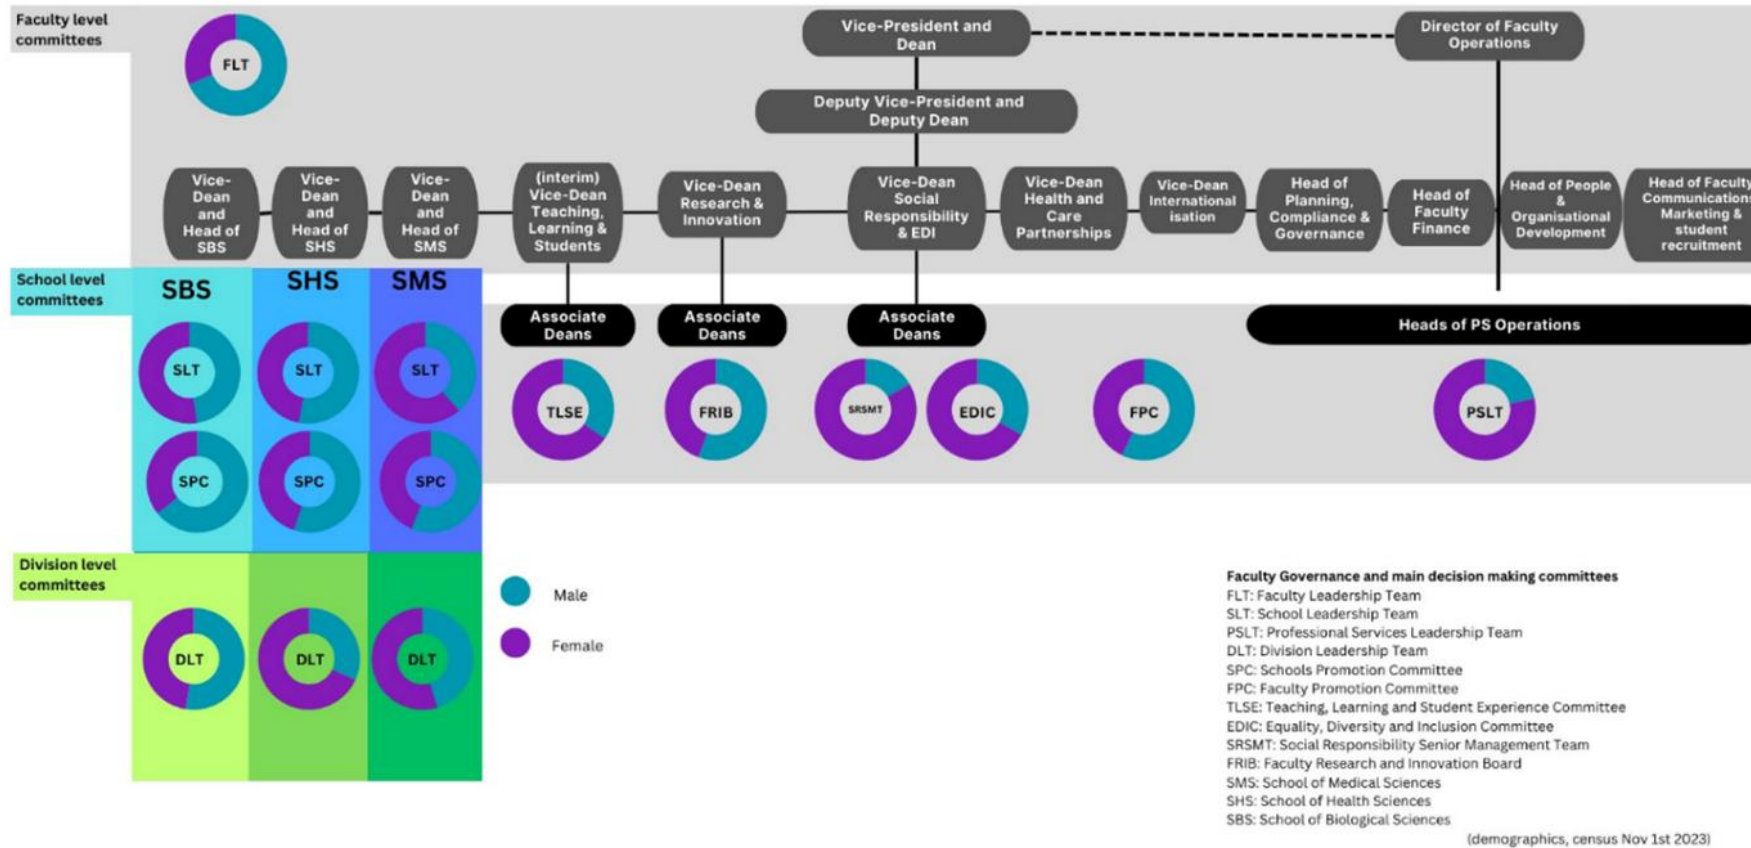 Faculty level
committees
FLT
Vice-President and
Dean
Director of Faculty
Operations
Deputy Vice-President and
Deputy Dean
Vice-
Dean
and
Head of
SBS
Vice-
Dean
and
Head of
SHS
Vice-
Dean
and
Head of
SMS
(interim)
Vice-Dean
Teaching,
Learning &
Students
Vice-Dean
Research &
Innovation
Vice-Dean
Social
Responsibility
& EDI
Vice-Dean
Health and
Care
Partnerships
Vice-Dean
International
isation
Head of
Planning,
Compliance &
Governance
Head of
Faculty
Finance
Head of People
&
Organisational
Development
Head of Faculty
Communications
Marketing &
student
recruitment
School level
committees
SBS
SHS
SMS
SLT
SLT
SLT
SPC
SPC
SPC
Associate
Deans
Associate
Deans
Associate
Deans
Heads of PS Operations
TLSE
FRIB
SRSMT
EDIC
FPC
PSLT
Division level
committees
DLT
DLT
DLT
Male
Female
Faculty Governance and main decision making committees
FLT: Faculty Leadership Team
SLT: School Leadership Team
PSLT: Professional Services Leadership Team
DLT: Division Leadership Team
SPC: Schools Promotion Committee
FPC: Faculty Promotion Committee
TLSE: Teaching, Learning and Student Experience Committee
EDIC: Equality, Diversity and Inclusion Committee
SRSMT: Social Responsibility Senior Management Team
FRIB: Faculty Research and Innovation Board
SMS: School of Medical Sciences
SHS: School of Health Sciences
SBS: School of Biological Sciences
(demographics, census Nov 1st 2023)